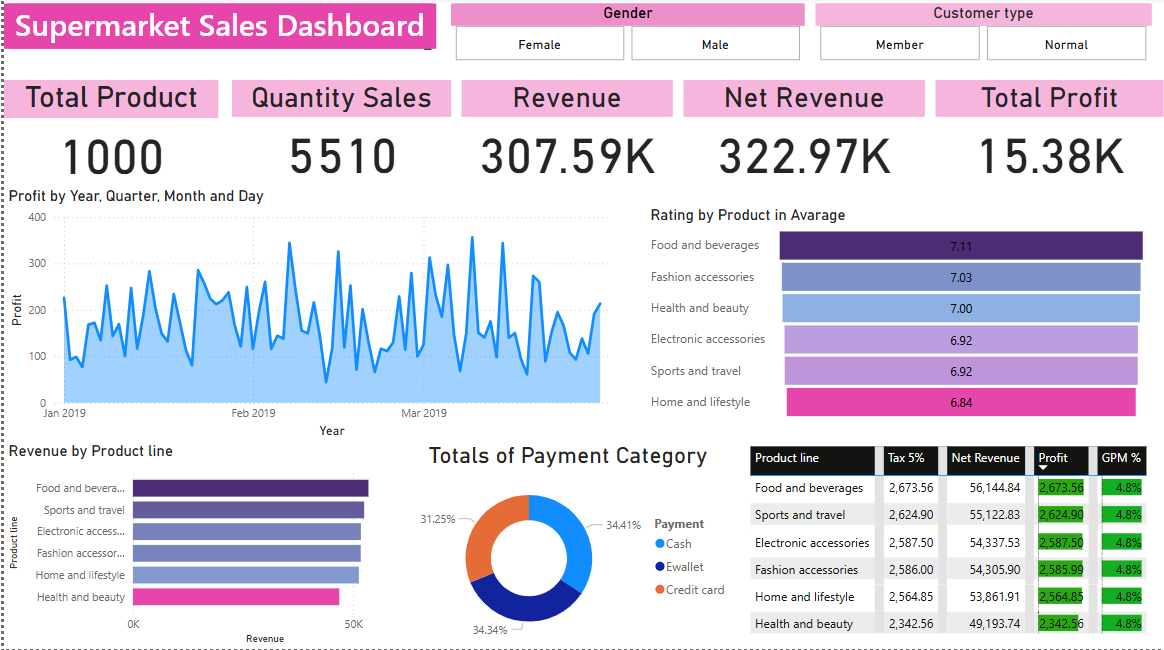 Supermarket Sales Dashboard
Gender
Female
Male
Customer type
Member
Normal
Total Product
1000
Quantity Sales
5510
Revenue
307.59K
Net Revenue
322.97K
Total Profit
15.38K
Profit by Year, Quarter, Month and Day
Profit
400
300
200
100
0
Jan 2019
Feb 2019
Mar 2019
Year
Rating by Product in Avarage
Food and beverages 7.11
Fashion accessories 7.03
Health and beauty 7.00
Electronic accessories 6.92
Sports and travel 6.92
Home and lifestyle 6.84
Revenue by Product line
Product line
Food and bevera...
Sports and travel
Electronic access...
Fashion accessor...
Home and lifestyle
Health and beauty
0K
50K
Revenue
Totals of Payment Category
31.25%
34.41%
34.34%
Payment
Cash
Ewallet
Credit card
Product line Tax 5% Net Revenue Profit GPM %
Food and beverages 2,673.56 56,144.84 2,673.56 4.8%
Sports and travel 2,624.90 55,122.83 2,624.90 4.8%
Electronic accessories 2,587.50 54,337.53 2,587.50 4.8%
Fashion accessories 2,586.00 54,305.90 2,585.99 4.8%
Home and lifestyle 2,564.85 53,861.91 2,564.85 4.8%
Health and beauty 2,342.56 49,193.74 2,342.56 4.8%